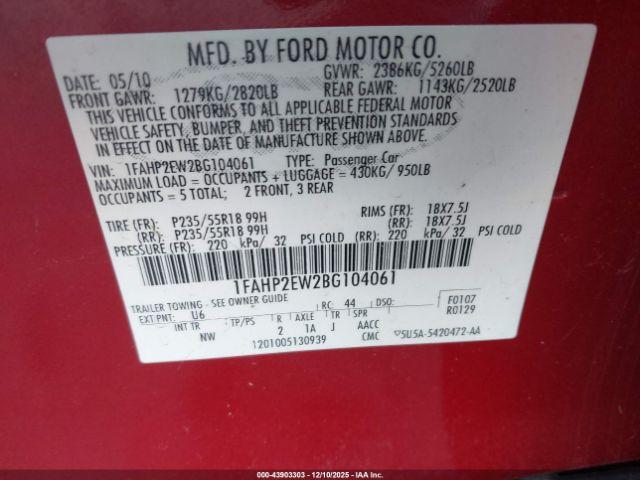 MFD. BY FORD MOTOR CO.
DATE: 05/10 GVWR: 2386KG/5260LB
FRONT GAWR: 1279KG/2820LB REAR GAWR: 1143KG/2520LB
THIS VEHICLE CONFORMS TO ALL APPLICABLE FEDERAL MOTOR
VEHICLE SAFETY, BUMPER, AND THEFT PREVENTION STANDARDS
IN EFFECT ON THE DATE OF MANUFACTURE SHOWN ABOVE.
VIN: 1FAHP2EW2BG104061 TYPE: Passenger Car
MAXIMUM LOAD = OCCUPANTS + LUGGAGE = 430KG/ 950LB
OCCUPANTS = 5 TOTAL; 2 FRONT, 3 REAR
TIRE (FR): P235/55R18 99H RIMS (FR): 18X7.5J
(RR): P235/55R18 99H (RR): 18X7.5J
PRESSURE (FR): 220 kPa/ 32 PSI COLD (RR): 220 kPa/ 32 PSI COLD
1FAHP2EW2BG104061
TRAILER TOWING - SEE OWNER GUIDE
EXT PNT: U6 RC: 44 DSO: F0107
INT TR TP/PS R AXLE TR SPR R0129
NW 2 1A J AACC
1201005130939 CMC 5U5A-5420472-AA
000-43903303 - 12/10/2025 - IAA Inc.